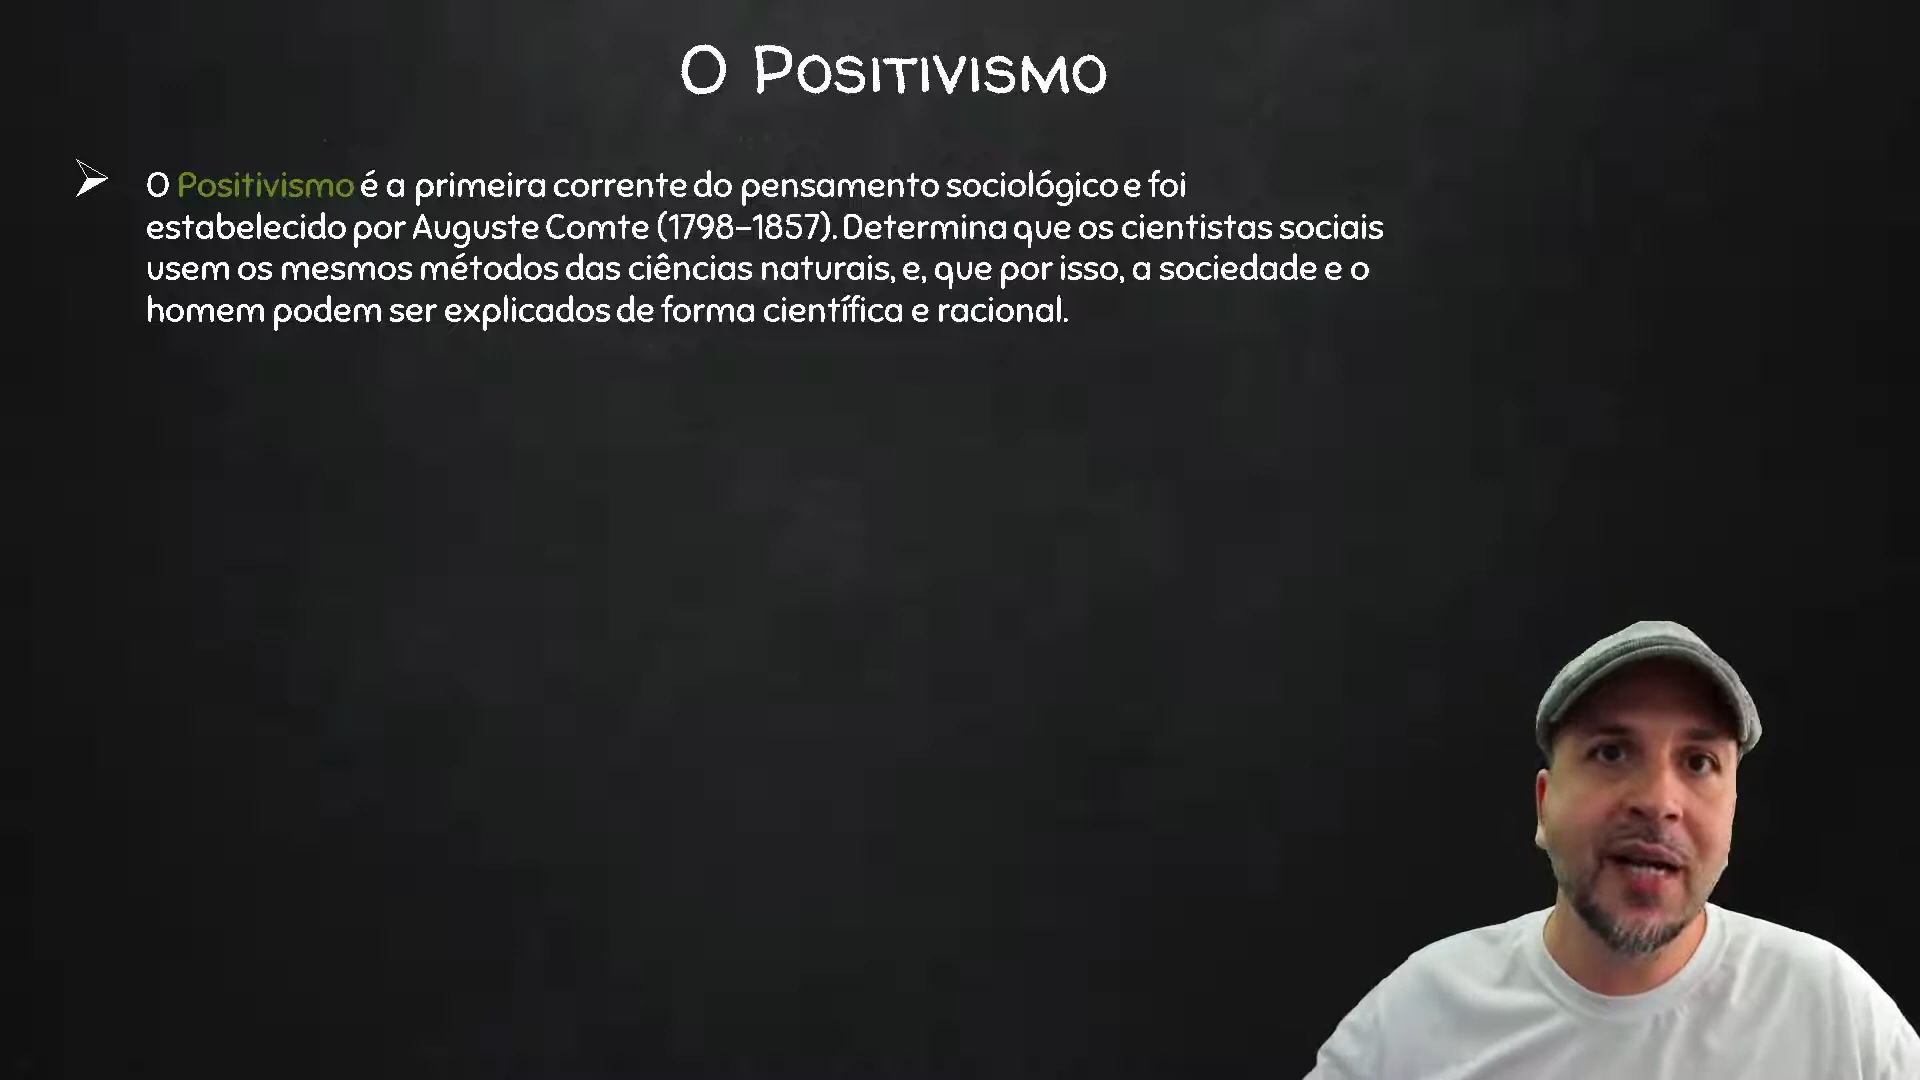 O Positivismo
O Positivismo é a primeira corrente do pensamento sociológico e foi
estabelecido por Auguste Comte (1798–1857). Determina que os cientistas sociais
usem os mesmos métodos das ciências naturais, e, que por isso, a sociedade e o
homem podem ser explicados de forma científica e racional.